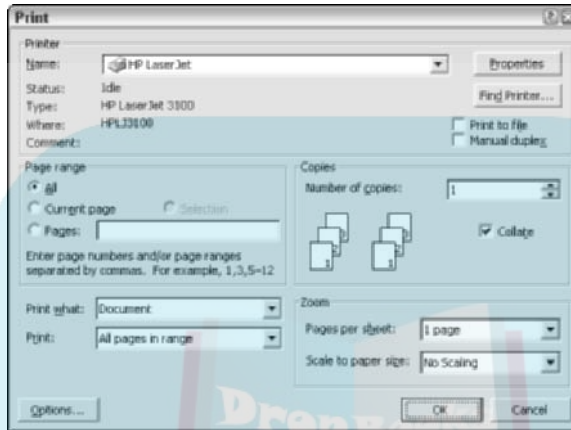 Print
Printer
Name: HP LaserJet
Properties
Status: Idle
Type: HP LaserJet 3100
Find Printer...
Where: HPLJ3100
Comment:
Print to file
Manual duplex
Page range
All
Current page Selection
Pages:
Enter page numbers and/or page ranges
separated by commas. For example, 1,3,5-12
Copies
Number of copies: 1
Collate
Print what: Document
Print: All pages in range
Zoom
Pages per sheet: 1 page
Scale to paper size: No Scaling
Options...
OK
Cancel